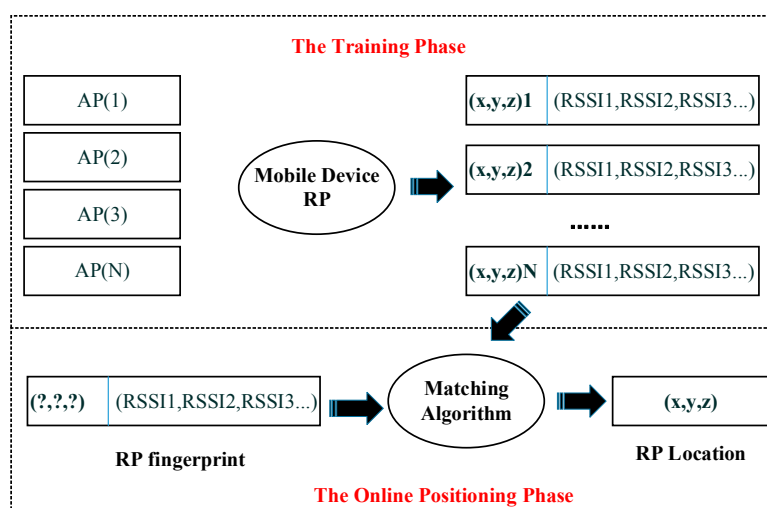 The Training Phase
AP(1)
AP(2)
AP(3)
AP(N)
Mobile Device
RP
(x,y,z)1 (RSSI1,RSSI2,RSSI3...)
(x,y,z)2 (RSSI1,RSSI2,RSSI3...)
......
(x,y,z)N (RSSI1,RSSI2,RSSI3...)
(?,?,?) (RSSI1,RSSI2,RSSI3...)
RP fingerprint
Matching
Algorithm
(x,y,z)
RP Location
The Online Positioning Phase